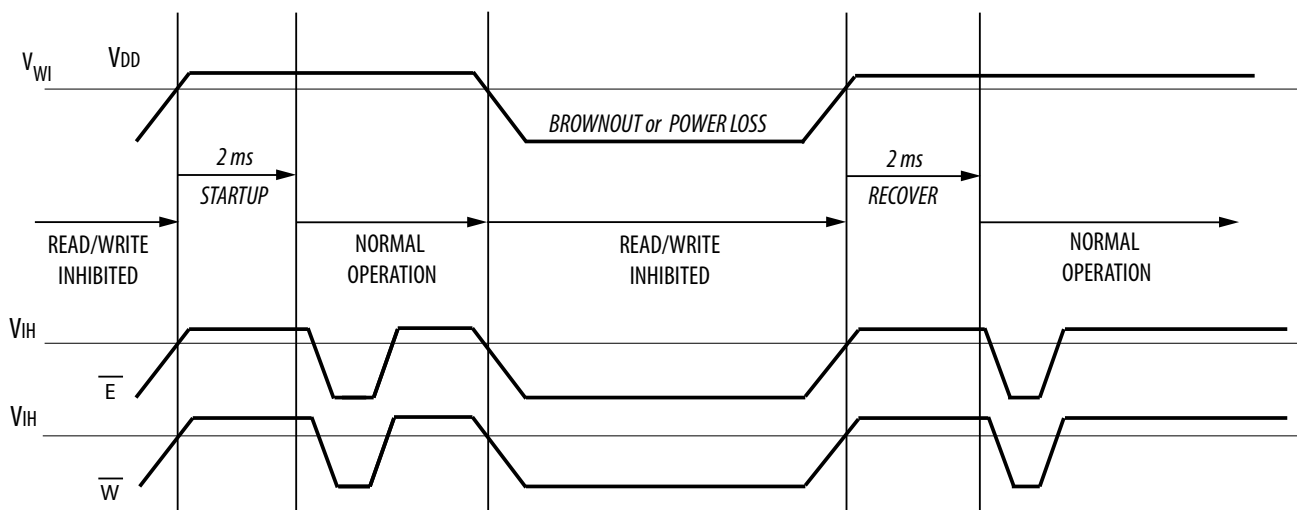 VWI
VDD
BROWNOUT or POWER LOSS
2 ms
STARTUP
2 ms
RECOVER
READ/WRITE
INHIBITED
NORMAL
OPERATION
READ/WRITE
INHIBITED
NORMAL
OPERATION
VIH
E
VIH
W